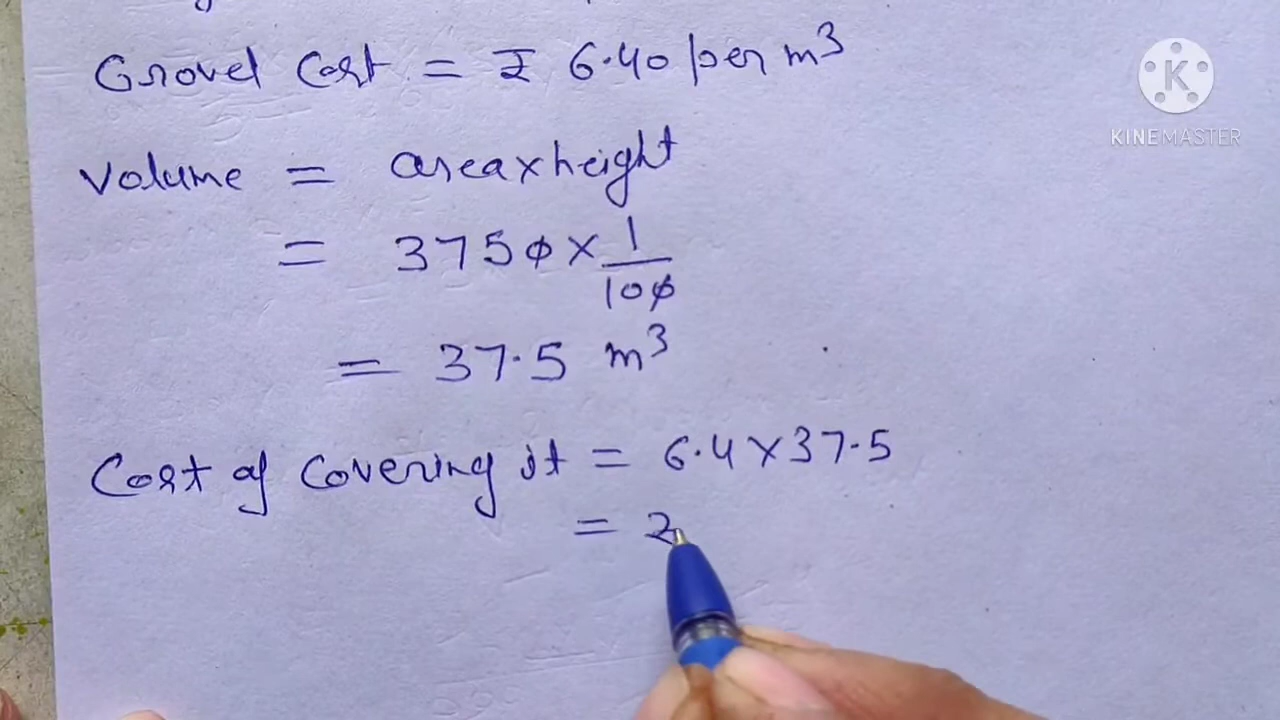 Gravel Cost = ₹ 6.40 per m³
K
KINEMASTER
Volume = area x height
= 3750 x 1/100
= 37.5 m³
Cost of Covering it = 6.4 x 37.5
= 2